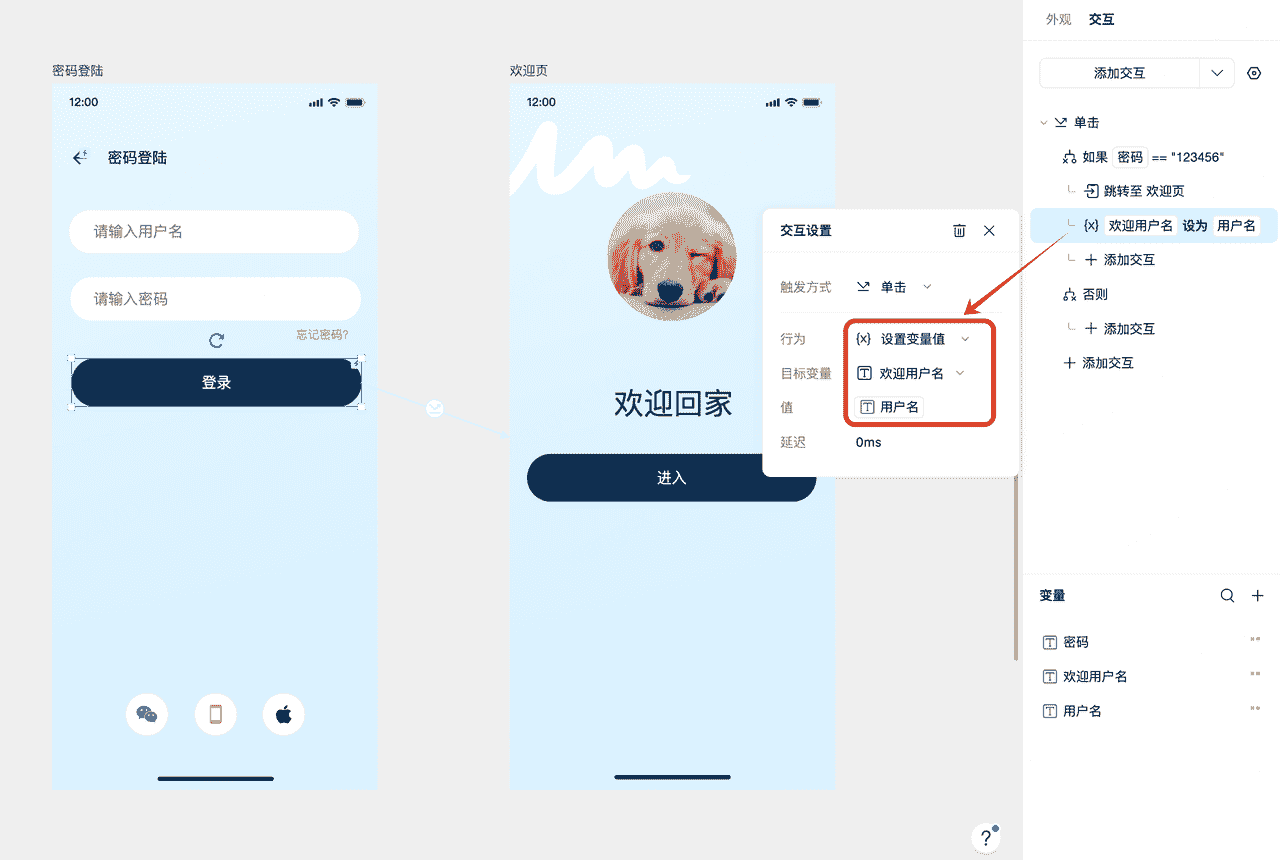 外观 交互
添加交互
单击
如果 密码 == "123456"
跳转至 欢迎页
{x} 欢迎用户名 设为 用户名
添加交互
否则
添加交互
添加交互
密码登陆
12:00
密码登陆
请输入用户名
请输入密码
忘记密码?
登录
欢迎页
12:00
欢迎回家
进入
交互设置
触发方式 单击
行为 {x} 设置变量值
目标变量 T 欢迎用户名
值 T 用户名
延迟 0ms
变量
T 密码 ""
T 欢迎用户名 ""
T 用户名 ""
?